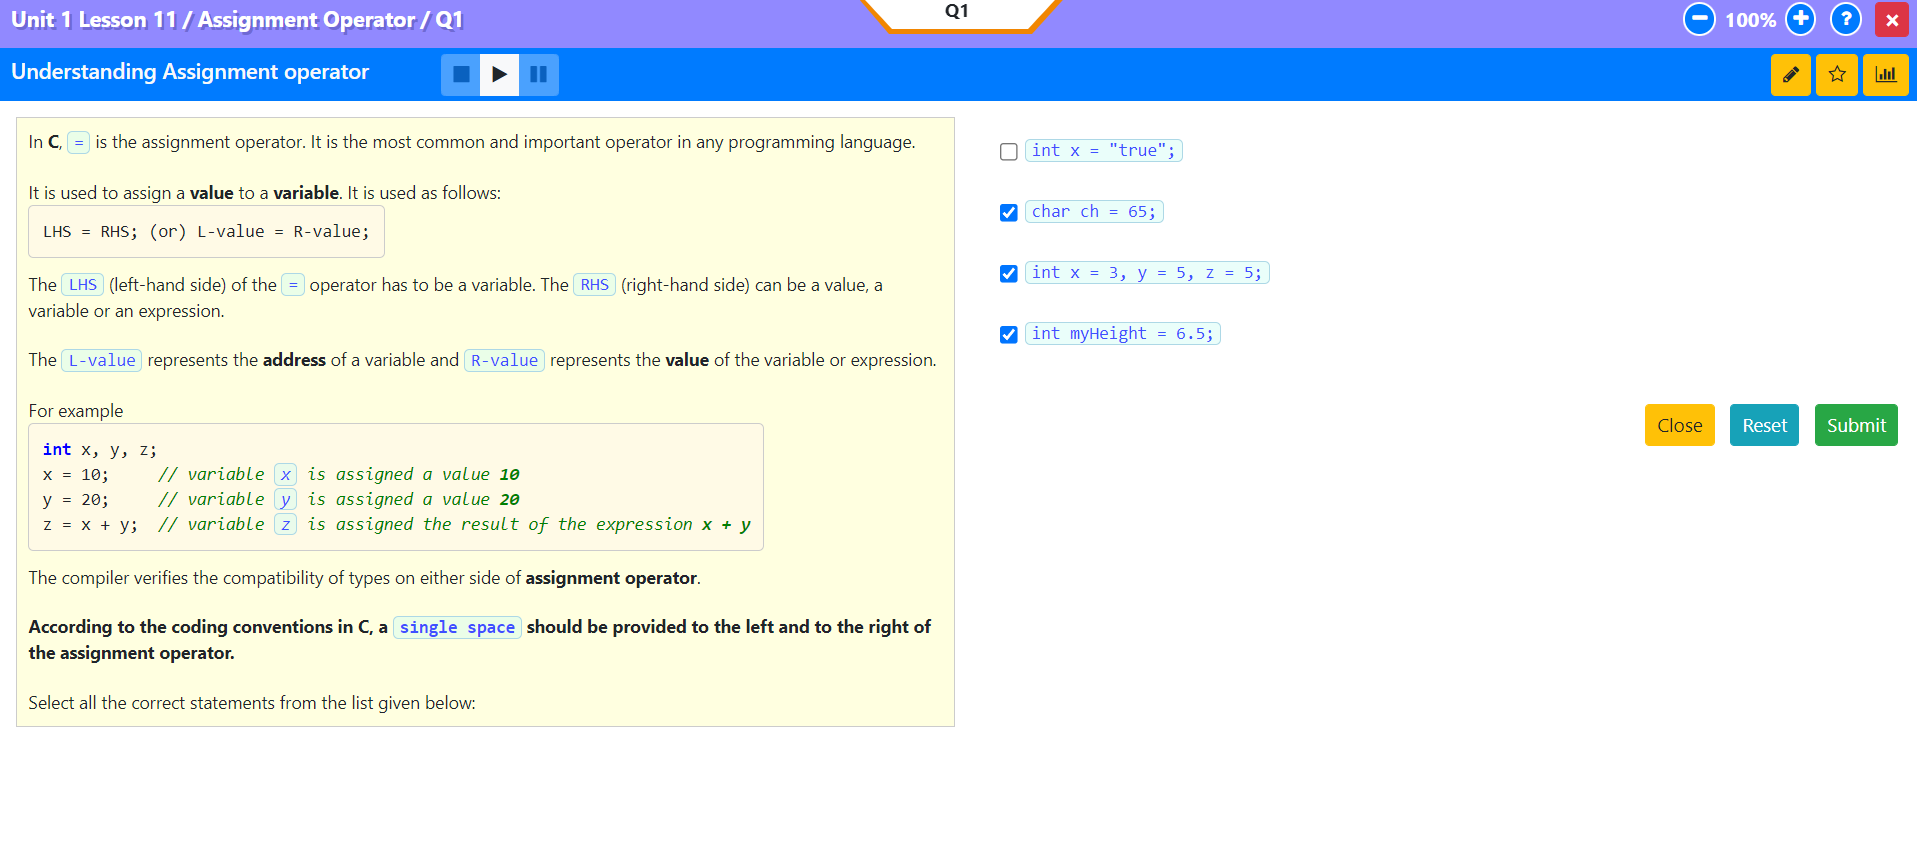 Unit 1 Lesson 11 / Assignment Operator / Q1
Q1
100%
Understanding Assignment operator
In C, = is the assignment operator. It is the most common and important operator in any programming language.
It is used to assign a value to a variable. It is used as follows:
LHS = RHS; (or) L-value = R-value;
The LHS (left-hand side) of the = operator has to be a variable. The RHS (right-hand side) can be a value, a
variable or an expression.
The L-value represents the address of a variable and R-value represents the value of the variable or expression.
For example
int x, y, z;
x = 10; // variable x is assigned a value 10
y = 20; // variable y is assigned a value 20
z = x + y; // variable z is assigned the result of the expression x + y
The compiler verifies the compatibility of types on either side of assignment operator.
According to the coding conventions in C, a single space should be provided to the left and to the right of
the assignment operator.
Select all the correct statements from the list given below:
int x = "true";
char ch = 65;
int x = 3, y = 5, z = 5;
int myHeight = 6.5;
Close Reset Submit